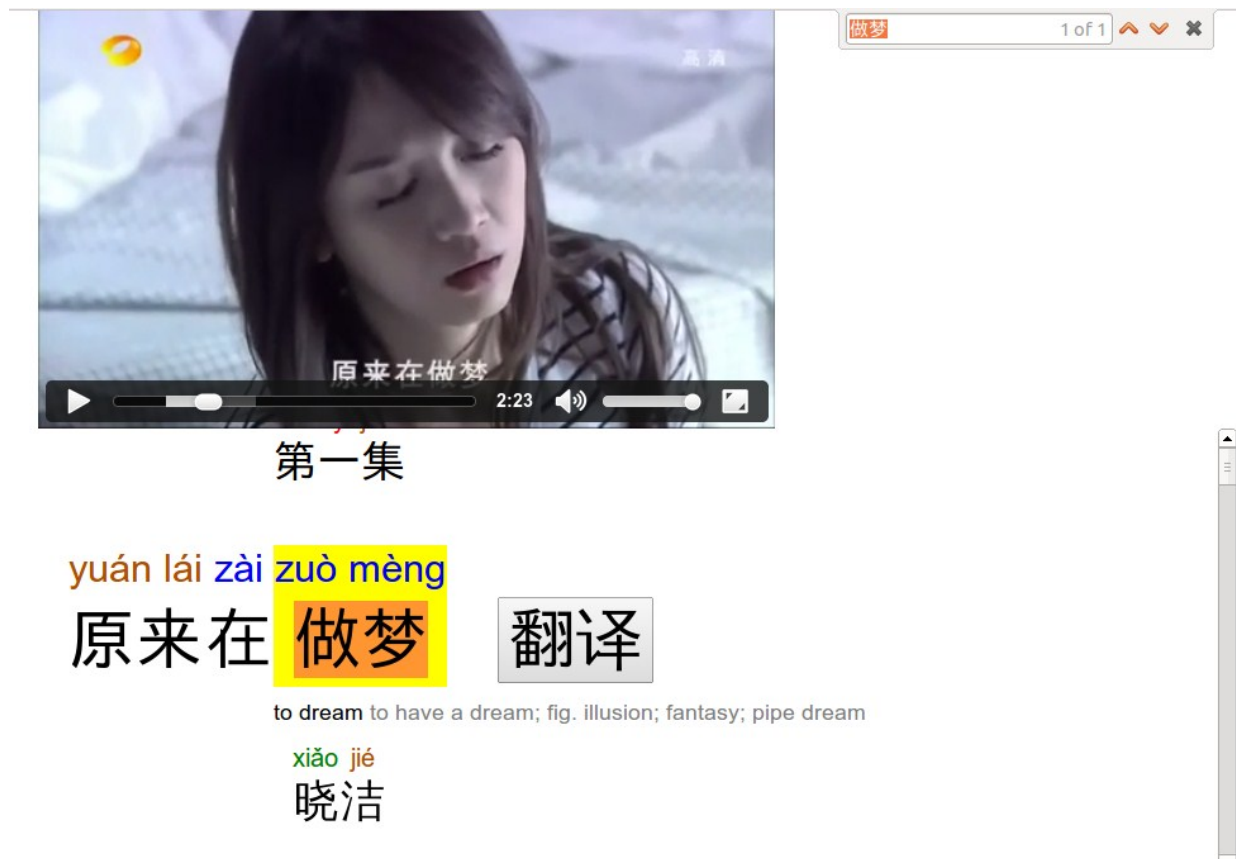 做梦 1 of 1
高清
原来在做梦
2:23
第一集
yuán lái zài zuò mèng
原来在做梦 翻译
to dream to have a dream; fig. illusion; fantasy; pipe dream
xiǎo jié
晓洁